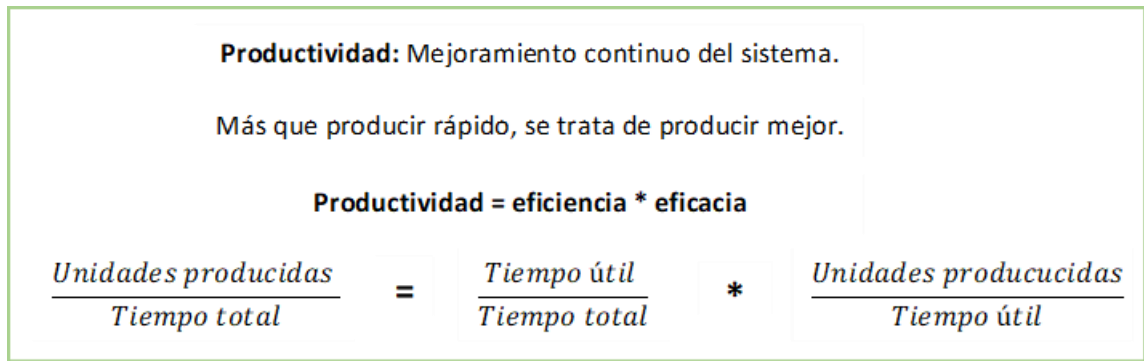 Productividad: Mejoramiento continuo del sistema.
Más que producir rápido, se trata de producir mejor.
Productividad = eficiencia * eficacia
Unidades producidas = Tiempo útil * Unidades producucidas
Tiempo total Tiempo total Tiempo útil